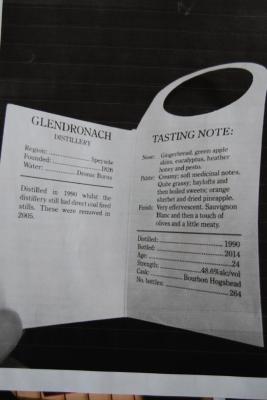 GLENDRONACH
DISTILLERY
Region: ........ Speyside
Founded: ........ 1826
Water: ........ Dronac Burns
Distilled in 1990 whilst the
distillery still had direct coal fired
stills. These were removed in
2005.
TASTING NOTE:
Nose: Gingerbread, green apple
skins, eucalyptus, heather
honey and pesto.
Palate: Creamy; soft medicinal notes.
Quite grassy; haylofts and
then boiled sweets; orange
sherbet and dried pineapple.
Finish: Very effervescent. Sauvignon
Blanc and then a touch of
olives and a little meaty.
Distilled: ........ 1990
Bottled: ........ 2014
Age: ........ 24
Strength: ........ 48.6%alc/vol
Cask: ........ Bourbon Hogshead
No. bottles: ........ 264